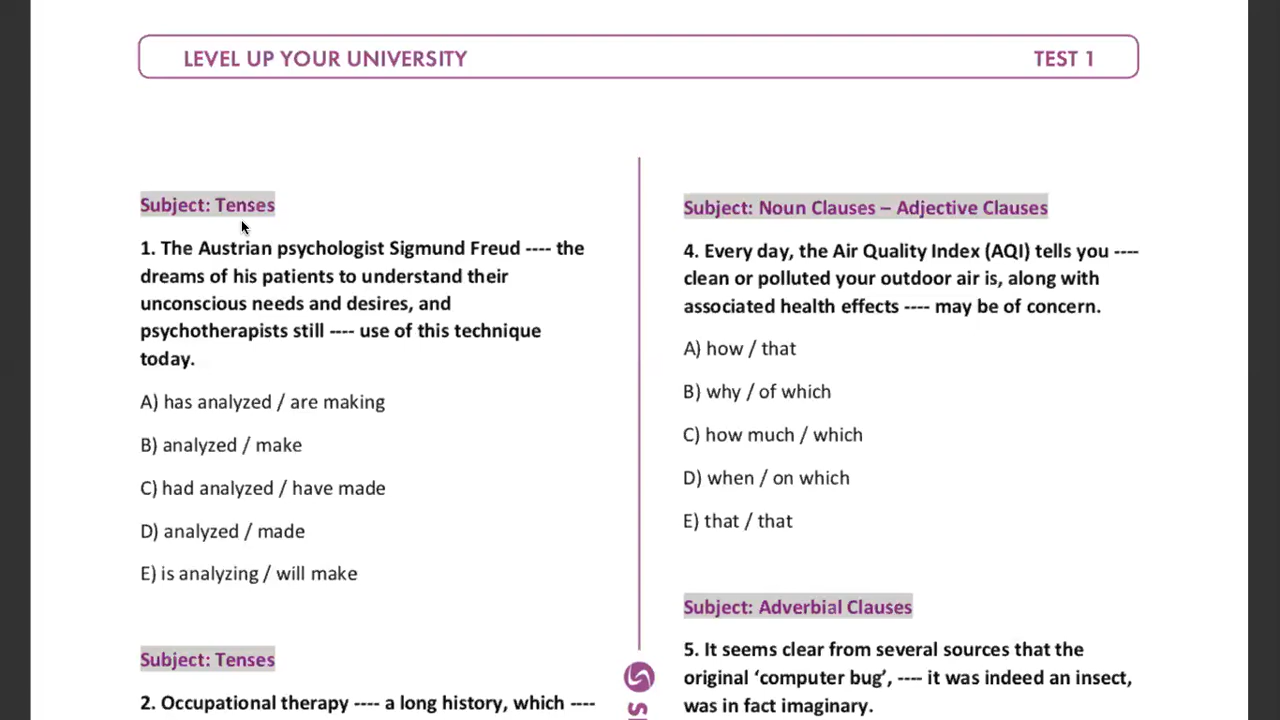 LEVEL UP YOUR UNIVERSITY
TEST 1
Subject: Tenses
1. The Austrian psychologist Sigmund Freud ---- the
dreams of his patients to understand their
unconscious needs and desires, and
psychotherapists still ---- use of this technique
today.
A) has analyzed / are making
B) analyzed / make
C) had analyzed / have made
D) analyzed / made
E) is analyzing / will make
Subject: Tenses
2. Occupational therapy ---- a long history, which ----
Subject: Noun Clauses – Adjective Clauses
4. Every day, the Air Quality Index (AQI) tells you ----
clean or polluted your outdoor air is, along with
associated health effects ---- may be of concern.
A) how / that
B) why / of which
C) how much / which
D) when / on which
E) that / that
Subject: Adverbial Clauses
5. It seems clear from several sources that the
original ‘computer bug’, ---- it was indeed an insect,
was in fact imaginary.